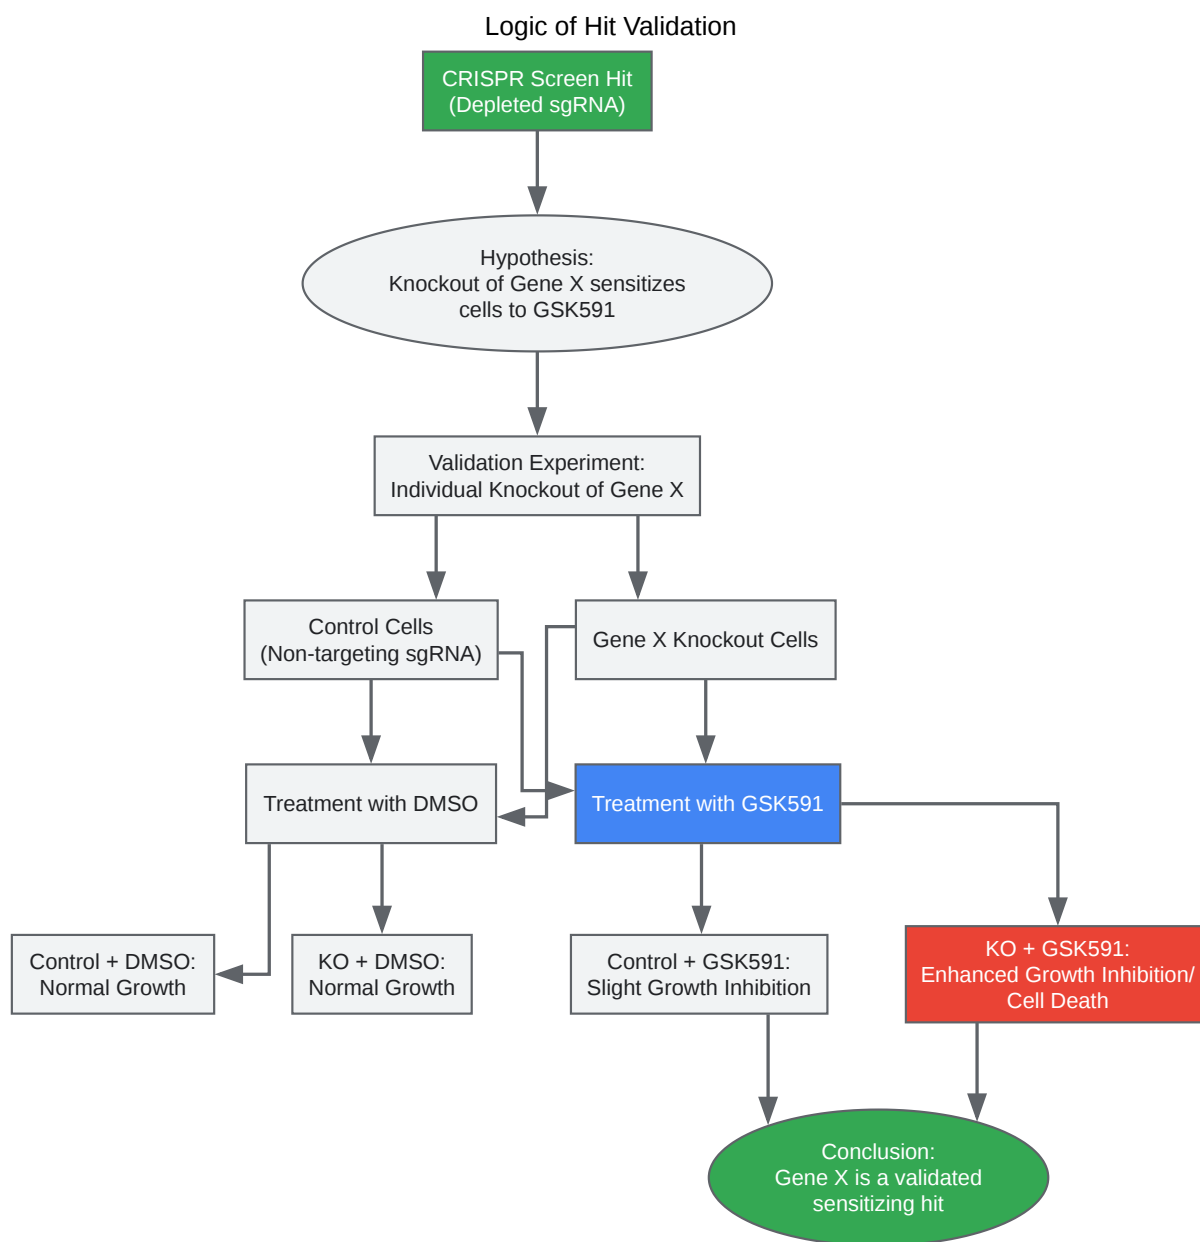 Logic of Hit Validation
CRISPR Screen Hit
(Depleted sgRNA)
Hypothesis:
Knockout of Gene X sensitizes
cells to GSK591
Validation Experiment:
Individual Knockout of Gene X
Control Cells
(Non-targeting sgRNA)
Gene X Knockout Cells
Treatment with DMSO
Treatment with GSK591
Control + DMSO:
Normal Growth
KO + DMSO:
Normal Growth
Control + GSK591:
Slight Growth Inhibition
KO + GSK591:
Enhanced Growth Inhibition/
Cell Death
Conclusion:
Gene X is a validated
sensitizing hit